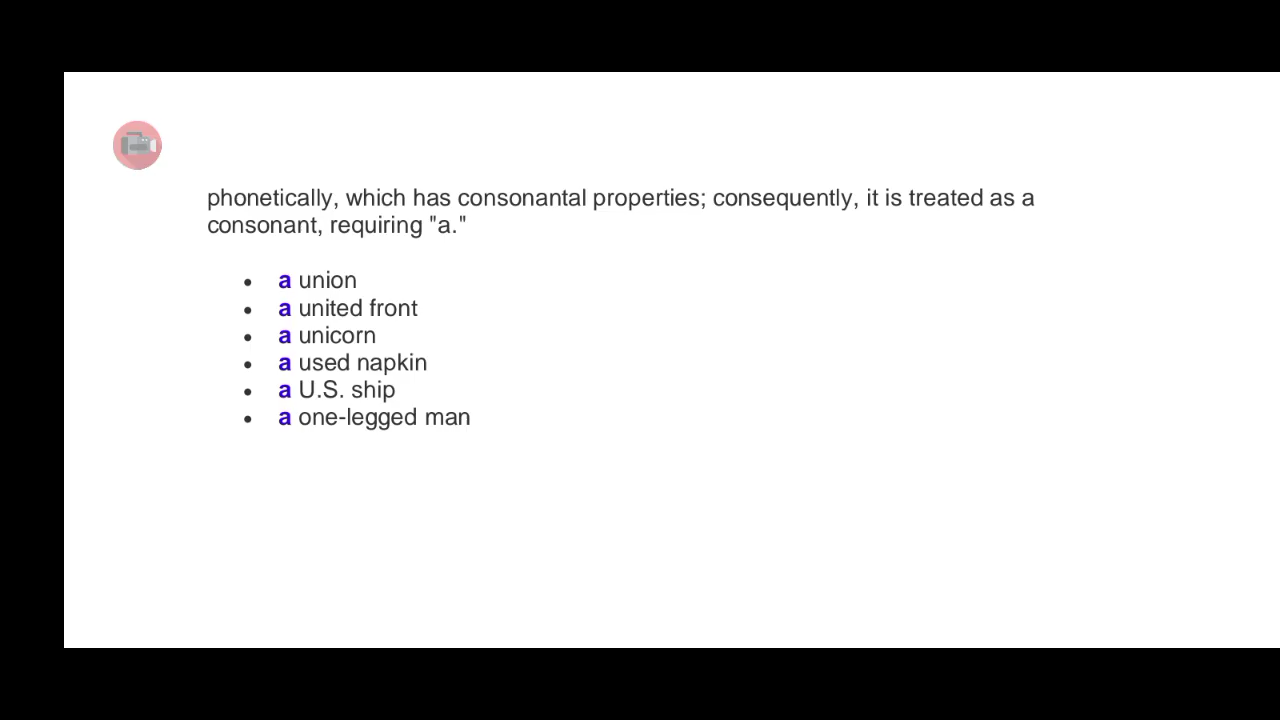 phonetically, which has consonantal properties; consequently, it is treated as a
consonant, requiring "a."
• a union
• a united front
• a unicorn
• a used napkin
• a U.S. ship
• a one-legged man